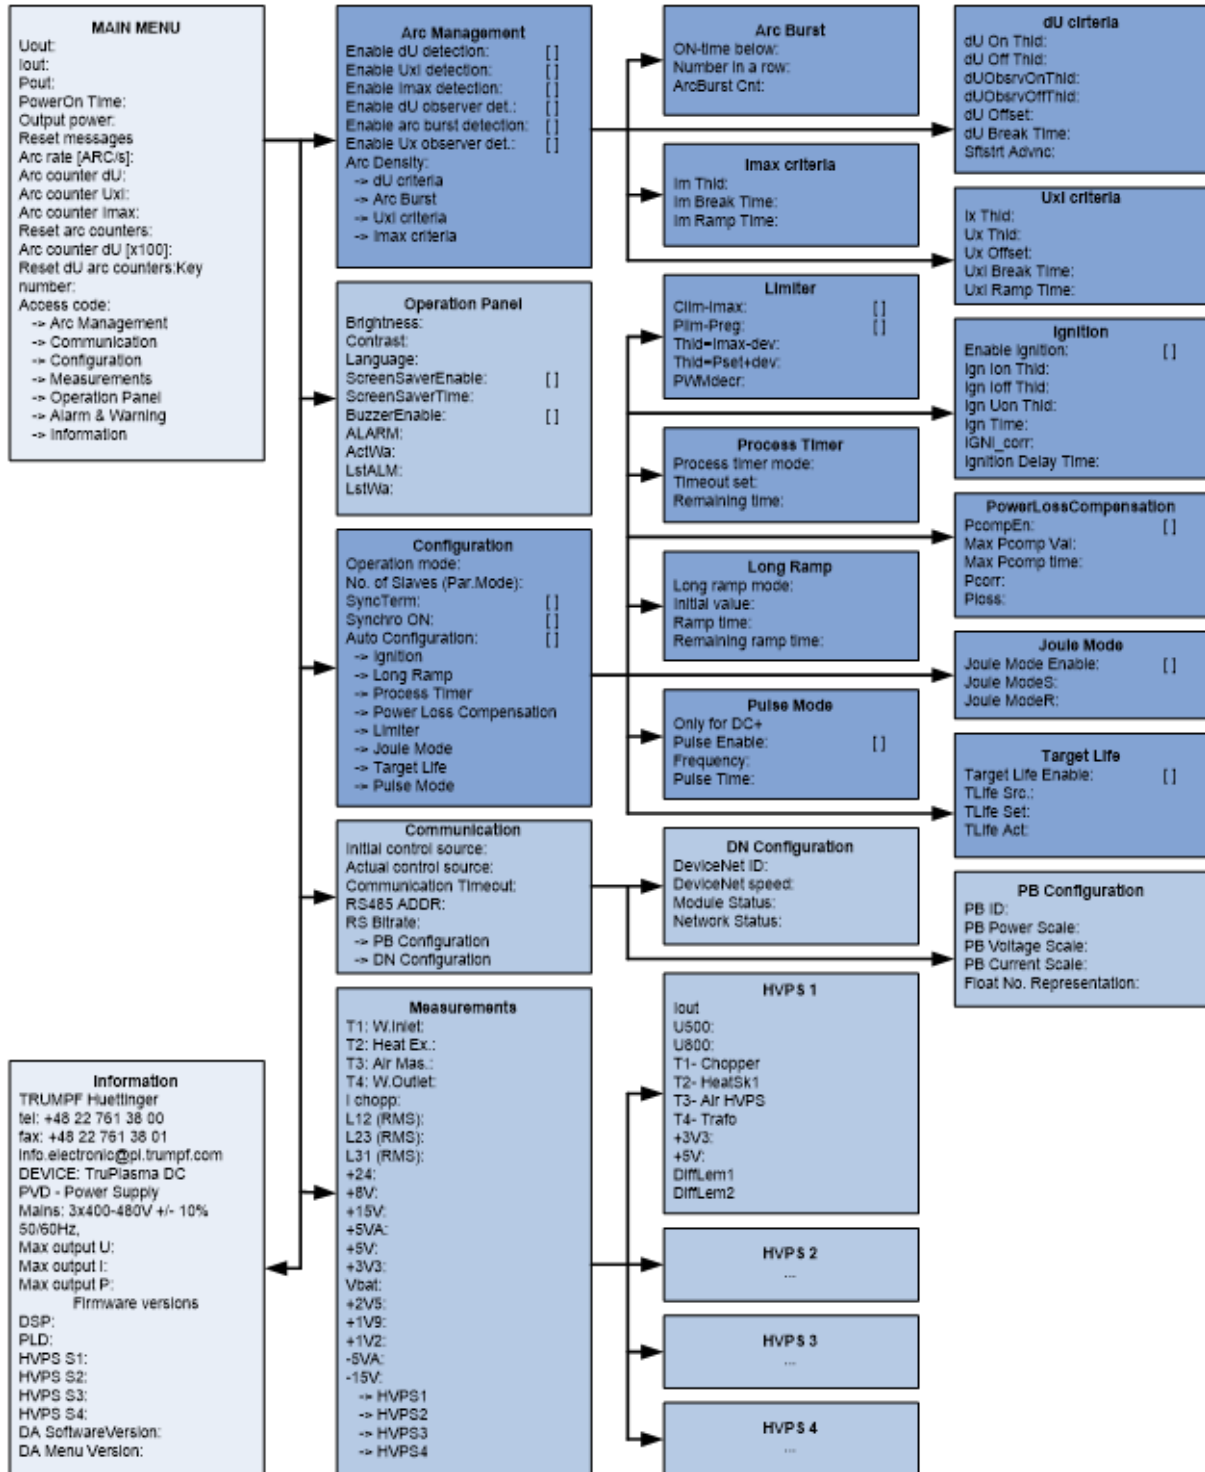 MAIN MENU
Uout:
Iout:
Pout:
PowerOn Time:
Output power:
Reset messages
Arc rate [ARC/s]:
Arc counter dU:
Arc counter UxI:
Arc counter Imax:
Reset arc counters:
Arc counter dU [x100]:
Reset dU arc counters:Key
number:
Access code:
-> Arc Management
-> Communication
-> Configuration
-> Measurements
-> Operation Panel
-> Alarm & Warning
-> Information
Information
TRUMPF Huettinger
tel: +48 22 761 38 00
fax: +48 22 761 38 01
info.electronic@pl.trumpf.com
DEVICE: TruPlasma DC
PVD - Power Supply
Mains: 3x400-480V +/- 10%
50/60Hz,
Max output U:
Max output I:
Max output P:
Firmware versions
DSP:
PLD:
HVPS S1:
HVPS S2:
HVPS S3:
HVPS S4:
DA SoftwareVersion:
DA Menu Version:
Arc Management
Enable dU detection: [ ]
Enable UxI detection: [ ]
Enable Imax detection: [ ]
Enable dU observer det.: [ ]
Enable arc burst detection: [ ]
Enable Ux observer det.: [ ]
Arc Density:
-> dU criteria
-> Arc Burst
-> UxI criteria
-> Imax criteria
Operation Panel
Brightness:
Contrast:
Language:
ScreenSaverEnable: [ ]
ScreenSaverTime:
BuzzerEnable: [ ]
ALARM:
ActWa:
LstALM:
LstWa:
Configuration
Operation mode:
No. of Slaves (Par.Mode):
SyncTerm: [ ]
Synchro ON: [ ]
Auto Configuration: [ ]
-> Ignition
-> Long Ramp
-> Process Timer
-> Power Loss Compensation
-> Limiter
-> Joule Mode
-> Target Life
-> Pulse Mode
Communication
Initial control source:
Actual control source:
Communication Timeout:
RS485 ADDR:
RS Bitrate:
-> PB Configuration
-> DN Configuration
Measurements
T1: W.Inlet:
T2: Heat Ex.:
T3: Air Mas.:
T4: W.Outlet:
I chopp:
L12 (RMS):
L23 (RMS):
L31 (RMS):
+24:
+8V:
+15V:
+5VA:
+5V:
+3V3:
Vbat:
+2V5:
+1V9:
+1V2:
-5VA:
-15V:
-> HVPS1
-> HVPS2
-> HVPS3
-> HVPS4
Arc Burst
ON-time below:
Number in a row:
ArcBurst Cnt:
Imax criteria
Im Thld:
Im Break Time:
Im Ramp Time:
Limiter
Clim-Imax: [ ]
Plim-Preg: [ ]
Thld=Imax-dev:
Thld=Pset+dev:
PWMdecr:
Process Timer
Process timer mode:
Timeout set:
Remaining time:
Long Ramp
Long ramp mode:
Initial value:
Ramp time:
Remaining ramp time:
Pulse Mode
Only for DC+
Pulse Enable: [ ]
Frequency:
Pulse Time:
DN Configuration
DeviceNet ID:
DeviceNet speed:
Module Status:
Network Status:
HVPS 1
Iout
U500:
U800:
T1- Chopper
T2- HeatSk1
T3- Air HVPS
T4- Trafo
+3V3:
+5V:
DiffLem1
DiffLem2
HVPS 2
...
HVPS 3
...
HVPS 4
...
dU cirteria
dU On Thld:
dU Off Thld:
dUObsrvOnThld:
dUObsrvOffThld:
dU Offset:
dU Break Time:
Sftstrt Advnc:
UxI criteria
Ix Thld:
Ux Thld:
Ux Offset:
UxI Break Time:
UxI Ramp Time:
Ignition
Enable Ignition: [ ]
Ign Ion Thld:
Ign Ioff Thld:
Ign Uon Thld:
Ign Time:
IGNI_corr:
Ignition Delay Time:
PowerLossCompensation
PcompEn: [ ]
Max Pcomp Val:
Max Pcomp time:
Pcorr:
Ploss:
Joule Mode
Joule Mode Enable: [ ]
Joule ModeS:
Joule ModeR:
Target Life
Target Life Enable: [ ]
TLife Src.:
TLife Set:
TLife Act:
PB Configuration
PB ID:
PB Power Scale:
PB Voltage Scale:
PB Current Scale:
Float No. Representation: